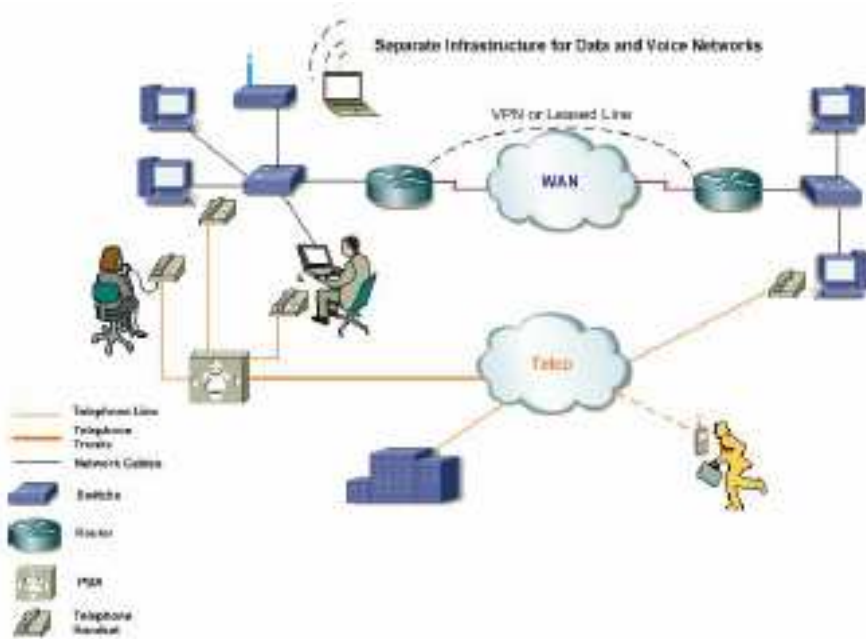 Separate Infrastructure for Data and Voice Networks
VPN or Leased Line
WAN
Telco
Telephone Line
Telephone
Trunks
Network Cables
Switchs
Router
PBX
Telephone
Handset